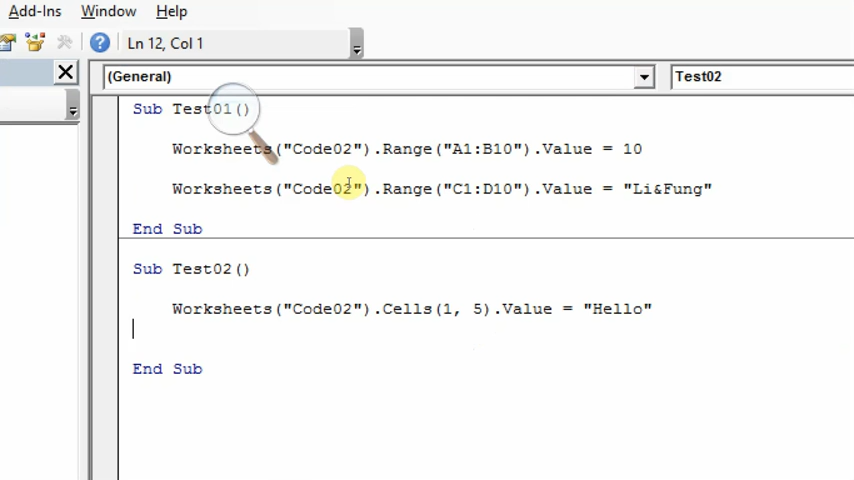 Add-Ins Window Help
Ln 12, Col 1
(General) Test02
Sub Test01()
Worksheets("Code02").Range("A1:B10").Value = 10
Worksheets("Code02").Range("C1:D10").Value = "Li&Fung"
End Sub
Sub Test02()
Worksheets("Code02").Cells(1, 5).Value = "Hello"
End Sub